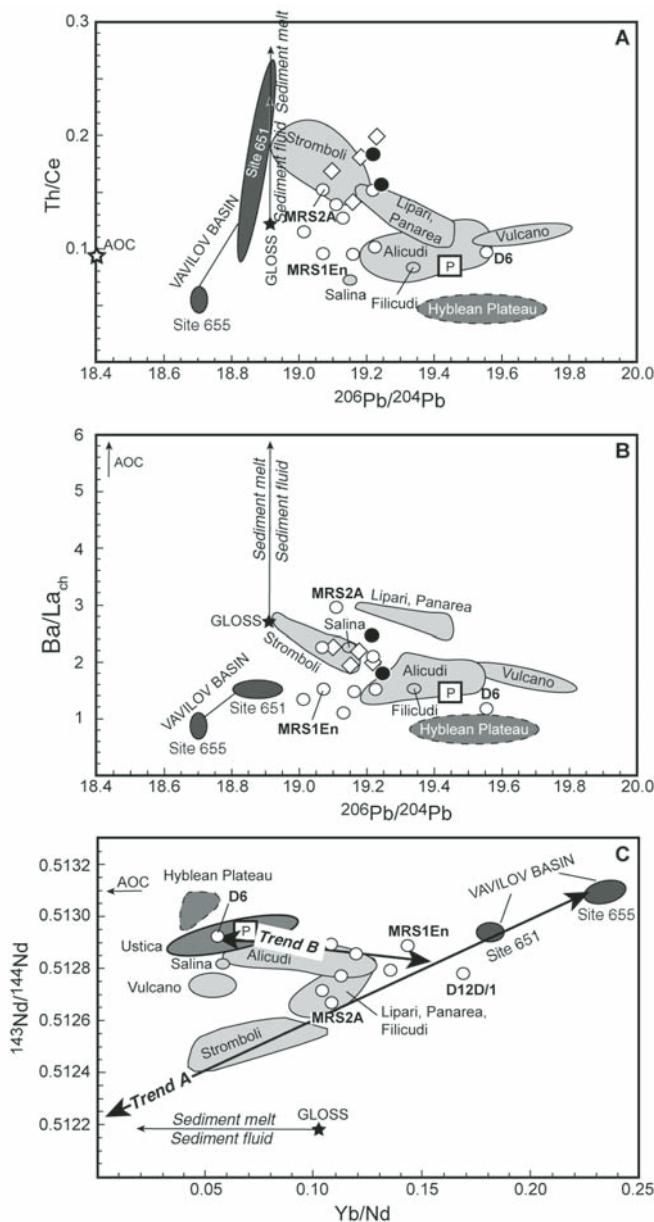 0.3
A
Sediment melt
Sediment fluid
Site 651
Stromboli
0.2
Th/Ce
VAVILOV BASIN
MRS2A
Lipari,
Panarea
AOC
0.1
GLOSS
Vulcano
Alicudi
MRS1En
P
D6
Salina
Filicudi
Site 655
Hyblean Plateau
18.4 18.6 18.8 19.0 19.2 19.4 19.6 19.8 20.0
206Pb/204Pb
6
B
AOC
5
Sediment melt
Sediment fluid
4
Ba/Lach
MRS2A
Lipari, Panarea
3
GLOSS
Salina
Stromboli
2
VAVILOV BASIN
Alicudi
Vulcano
Site 651
P
D6
Filicudi
1
MRS1En
Hyblean Plateau
Site 655
18.4 18.6 18.8 19.0 19.2 19.4 19.6 19.8 20.0
206Pb/204Pb
0.5132
C
Hyblean Plateau
VAVILOV BASIN
AOC
D6
Site 655
0.5130
P
MRS1En
Ustica
Trend B
Site 651
Alicudi
0.5128
Salina
D12D/1
Vulcano
143Nd/144Nd
Lipari, Panarea,
Filicudi
MRS2A
0.5126
Stromboli
0.5124
Trend A
GLOSS
0.5122
Sediment melt
Sediment fluid
0.05 0.10 0.15 0.20 0.25
Yb/Nd